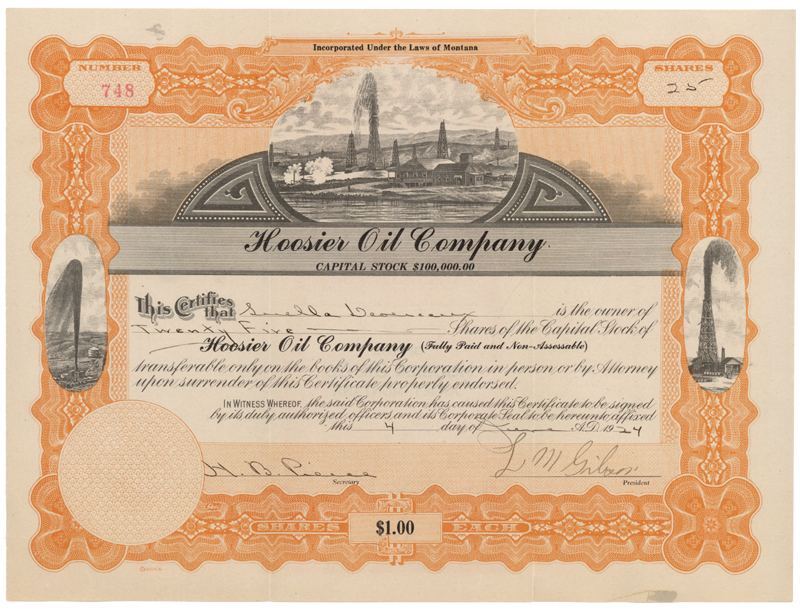 Incorporated Under the Laws of Montana
NUMBER
748
SHARES
25
Hoosier Oil Company.
CAPITAL STOCK $100,000.00
This Certifies that Luella is the owner of
Twenty Five Shares of the Capital Stock of
Hoosier Oil Company (Fully Paid and Non-Assessable)
transferable only on the books of this Corporation in person or by Attorney
upon surrender of this Certificate properly endorsed.
IN WITNESS WHEREOF, the said Corporation has caused this Certificate to be signed
by its duly authorized officers and its Corporate Seal to be hereunto affixed
this 4 day of June A.D. 1924
H. B. Pierce
L M Gibson
Secretary
President
SHARES $1.00 EACH